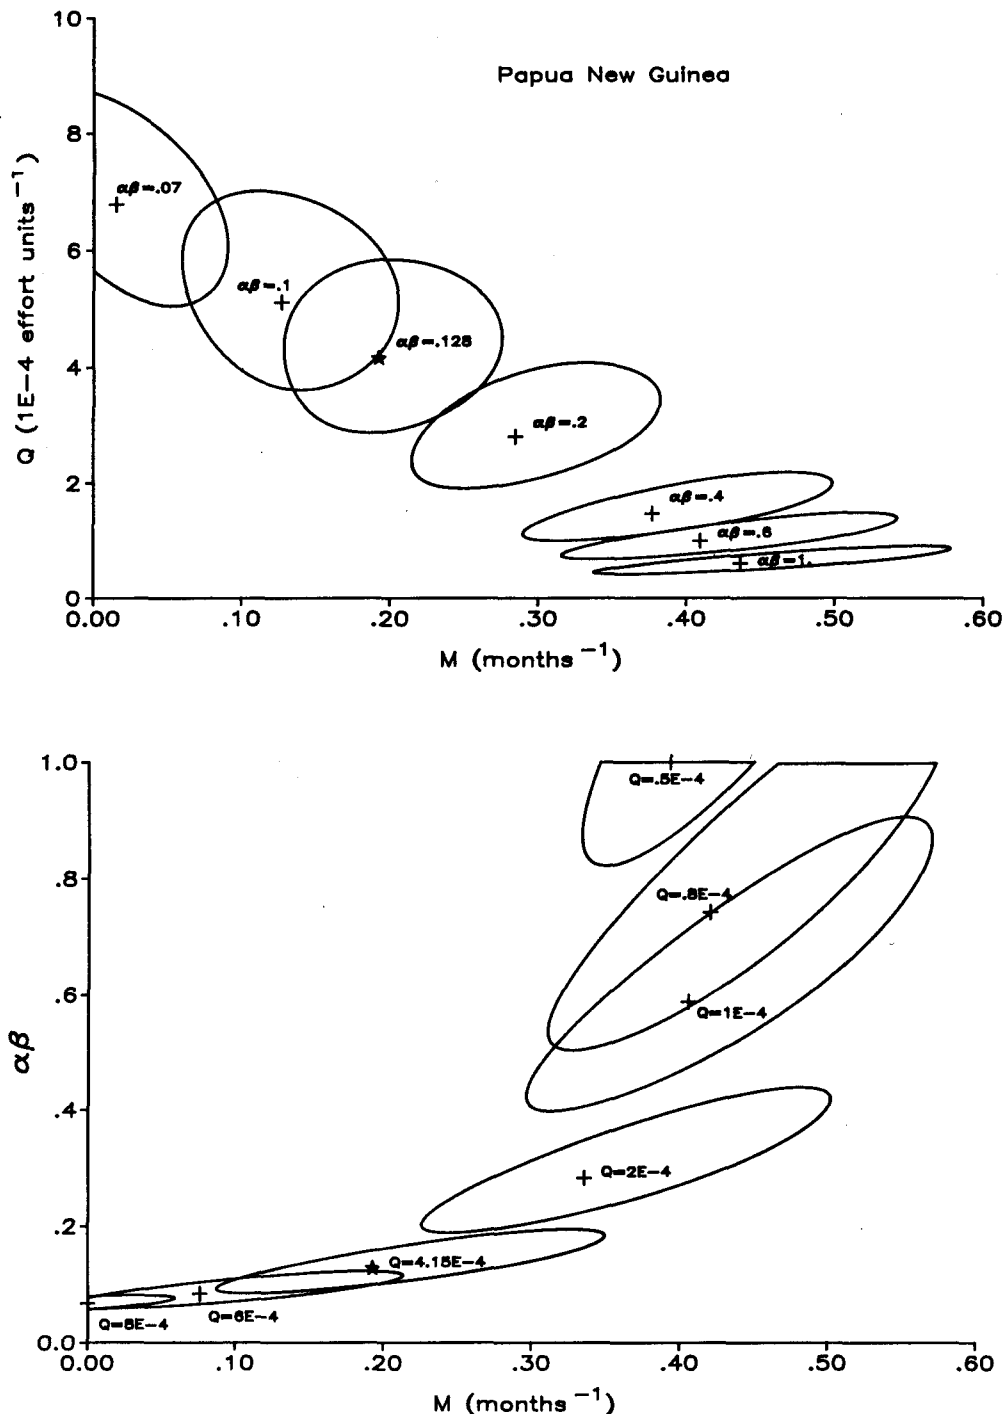 10
Papua New Guinea
8
αβ=.07
6
αβ=.1
αβ=.128
4
αβ=.2
2
αβ=.4
αβ=.6
αβ=1.
0
Q (1E-4 effort units⁻¹)
0.00 .10 .20 .30 .40 .50 .60
M (months⁻¹)
1.0
Q=.5E-4
.8
Q=.8E-4
.6
Q=1E-4
αβ
.4
Q=2E-4
.2
Q=4.15E-4
Q=6E-4
Q=8E-4
0.0
0.00 .10 .20 .30 .40 .50 .60
M (months⁻¹)